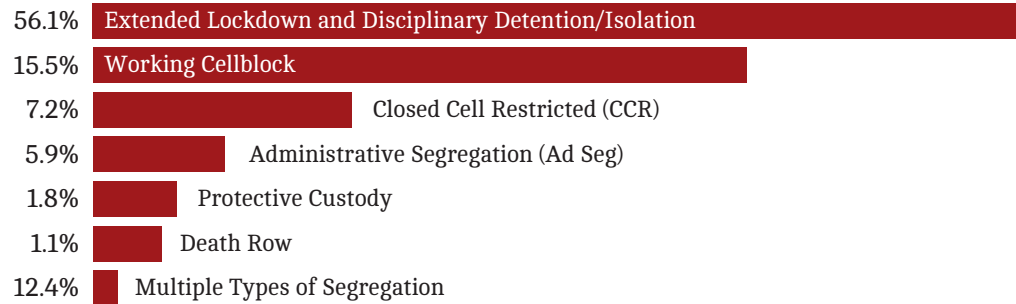 56.1% Extended Lockdown and Disciplinary Detention/Isolation
15.5% Working Cellblock
7.2% Closed Cell Restricted (CCR)
5.9% Administrative Segregation (Ad Seg)
1.8% Protective Custody
1.1% Death Row
12.4% Multiple Types of Segregation